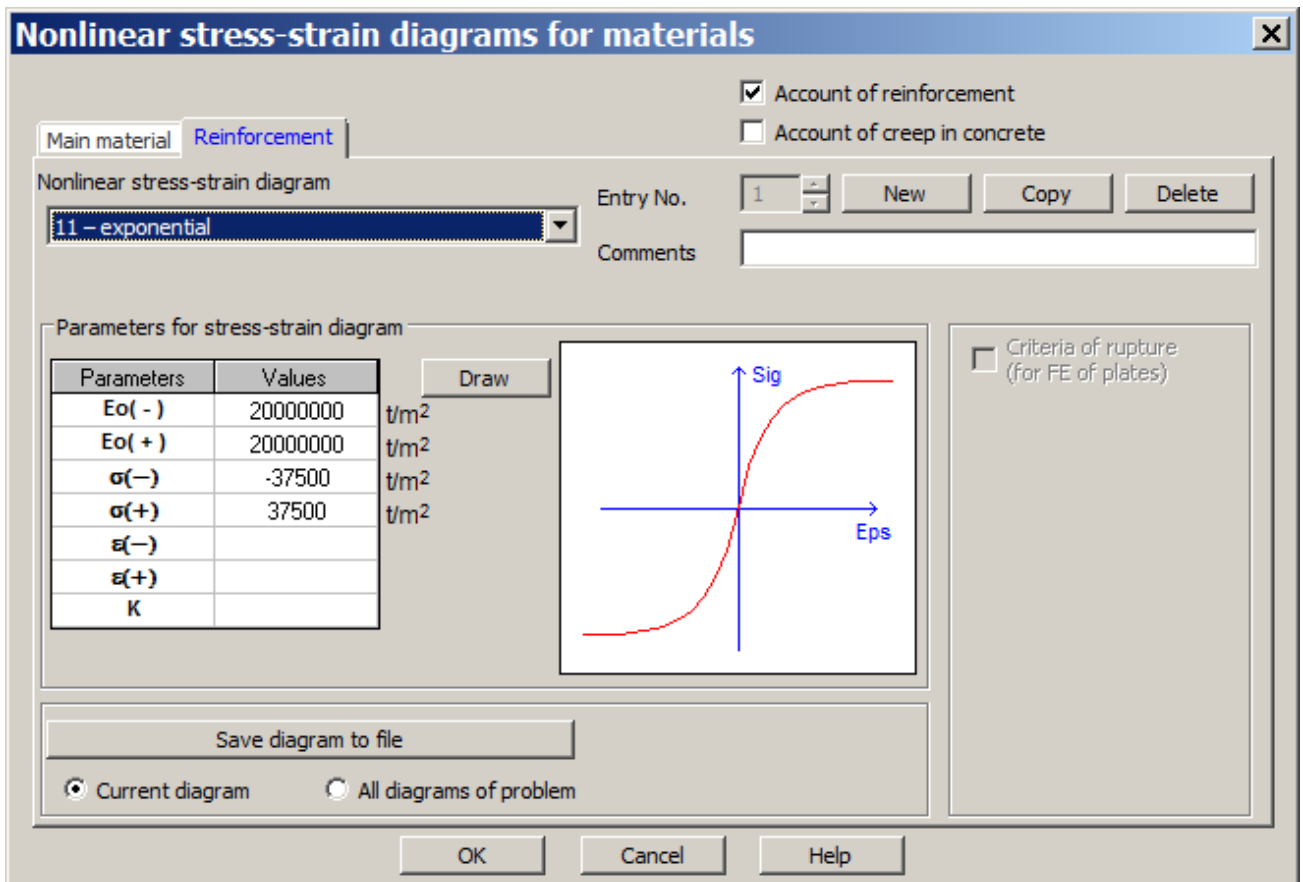 Nonlinear stress-strain diagrams for materials
Account of reinforcement
Account of creep in concrete
Main material
Reinforcement
Nonlinear stress-strain diagram
11 – exponential
Entry No.
1
New
Copy
Delete
Comments
Parameters for stress-strain diagram
Parameters Values
Eo( - ) 20000000 t/m²
Eo( + ) 20000000 t/m²
σ(−) -37500 t/m²
σ(+) 37500 t/m²
ε(−)
ε(+)
K
Draw
Sig
Eps
Criteria of rupture
(for FE of plates)
Save diagram to file
Current diagram
All diagrams of problem
OK
Cancel
Help